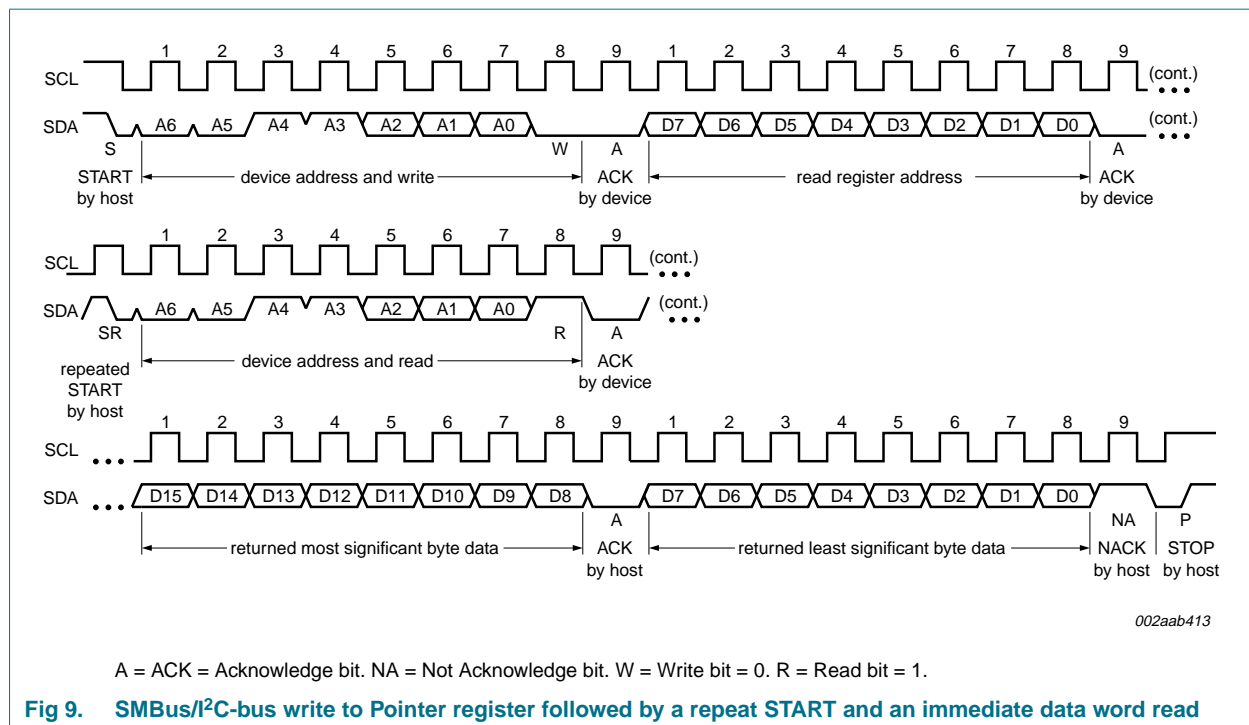 1 2 3 4 5 6 7 8 9 1 2 3 4 5 6 7 8 9
SCL (cont.)
SDA A6 A5 A4 A3 A2 A1 A0 D7 D6 D5 D4 D3 D2 D1 D0 (cont.)
S W A A
START by host device address and write ACK by device read register address ACK by device
1 2 3 4 5 6 7 8 9
SCL (cont.)
SDA A6 A5 A4 A3 A2 A1 A0 (cont.)
SR R A
repeated START by host device address and read ACK by device
1 2 3 4 5 6 7 8 9 1 2 3 4 5 6 7 8 9
SCL
SDA D15 D14 D13 D12 D11 D10 D9 D8 D7 D6 D5 D4 D3 D2 D1 D0
A NA P
returned most significant byte data ACK by host returned least significant byte data NACK by host STOP by host
002aab413
A = ACK = Acknowledge bit. NA = Not Acknowledge bit. W = Write bit = 0. R = Read bit = 1.
Fig 9. SMBus/I²C-bus write to Pointer register followed by a repeat START and an immediate data word read